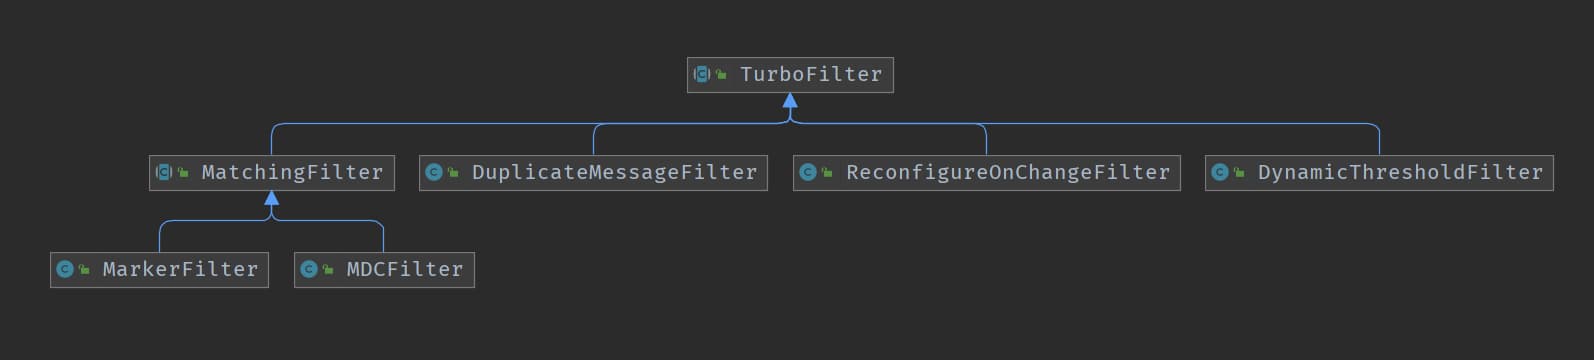 TurboFilter
MatchingFilter
DuplicateMessageFilter
ReconfigureOnChangeFilter
DynamicThresholdFilter
MarkerFilter
MDCFilter